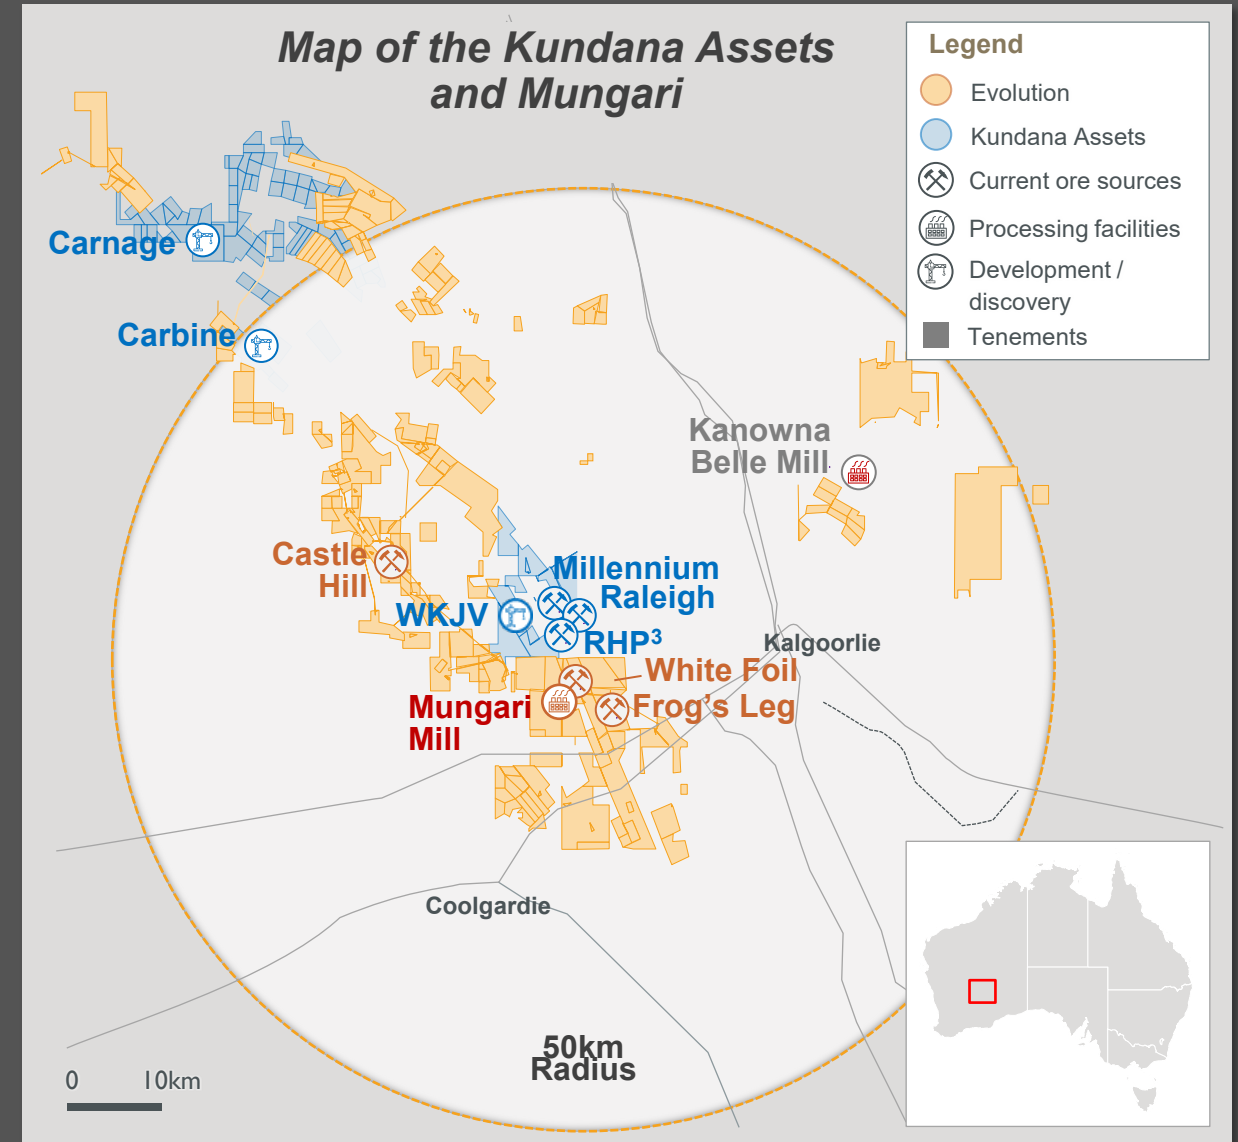 Map of the Kundana Assets
and Mungari
Legend
Evolution
Kundana Assets
Current ore sources
Processing facilities
Development /
discovery
Tenements
Carnage
Carbine
Kanowna
Belle Mill
Castle
Hill
Millennium
Raleigh
WKJV
RHP³
Kalgoorlie
White Foil
Frog’s Leg
Mungari
Mill
Coolgardie
50km
Radius
0 10km